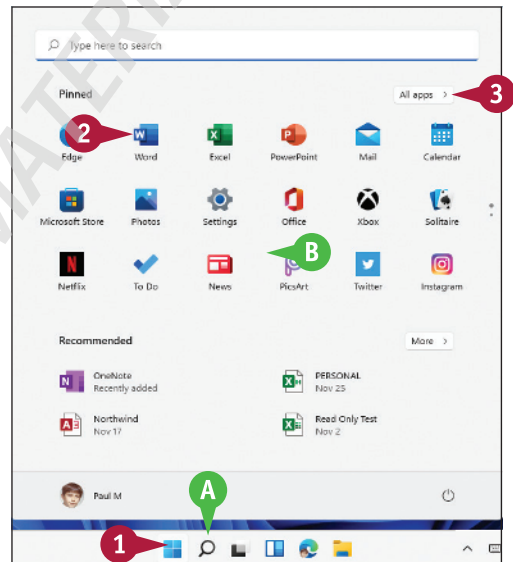 MATERIAL
Type here to search
Pinned
All apps >
3
2
Edge Word Excel PowerPoint Mail Calendar
Microsoft Store Photos Settings Office Xbox Solitaire
B
Netflix To Do News PicsArt Twitter Instagram
Recommended
More >
OneNote
Recently added
PERSONAL
Nov 25
Northwind
Nov 17
Read Only Test
Nov 2
Paul M
A
1